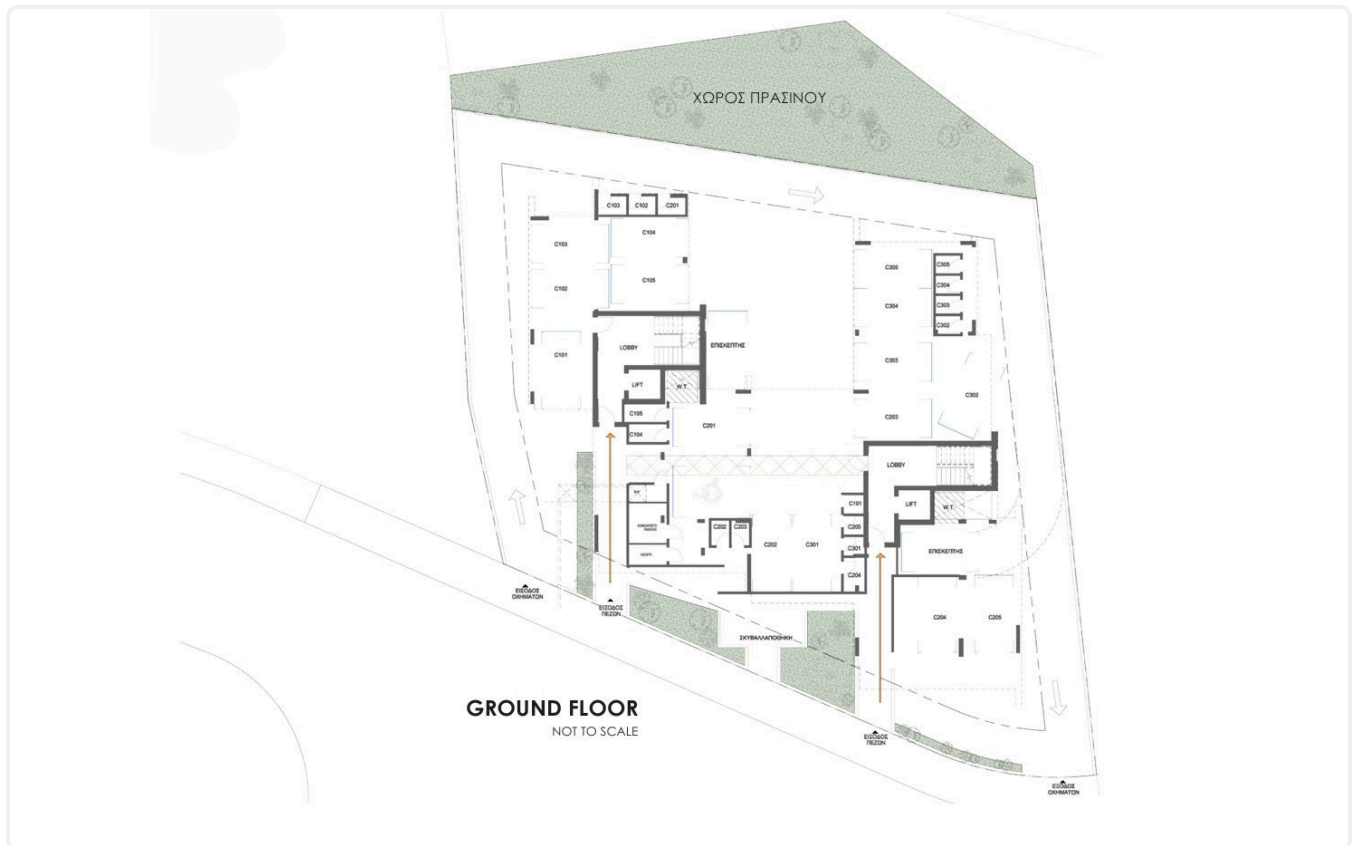 ΧΩΡΟΣ ΠΡΑΣΙΝΟΥ
C103
C102
C201
C104
C103
C105
C102
C305
C305
C304
C304
C303
C302
LOBBY
ΕΠΙΣΚΕΠΤΗΣ
C101
C303
LIFT
W.T.
C302
C105
C104
C201
C203
LOBBY
LIFT
W.T.
C101
C202
C203
C205
C202
C301
C301
C204
ΕΠΙΣΚΕΠΤΗΣ
C204
C205
ΕΙΣΟΔΟΣ
ΟΧΗΜΑΤΩΝ
ΕΙΣΟΔΟΣ
ΠΕΖΩΝ
ΣΚΥΒΑΛΛΑΠΟΘΗΚΗ
GROUND FLOOR
NOT TO SCALE
ΕΙΣΟΔΟΣ
ΠΕΖΩΝ
ΕΙΣΟΔΟΣ
ΟΧΗΜΑΤΩΝ